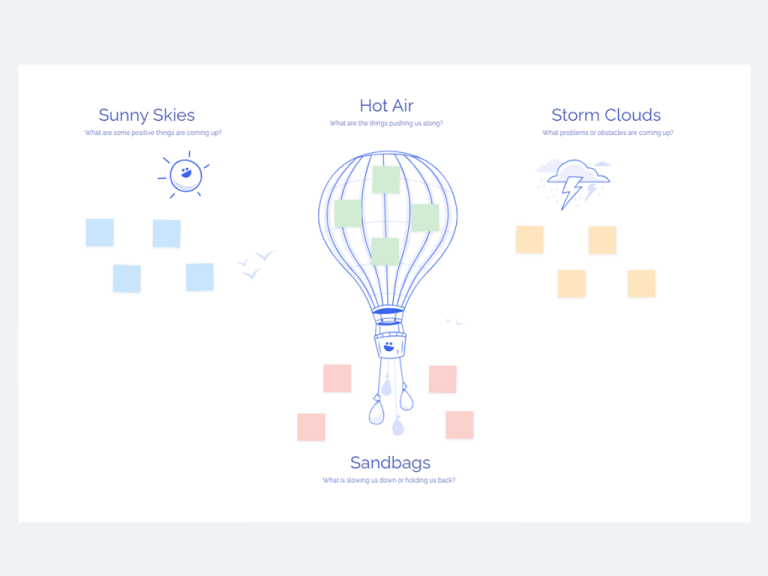 Hot Air
What are the things pushing us along?
Sunny Skies
What are some positive things are coming up?
Storm Clouds
What problems or obstacles are coming up?
Sandbags
What is slowing us down or holding us back?